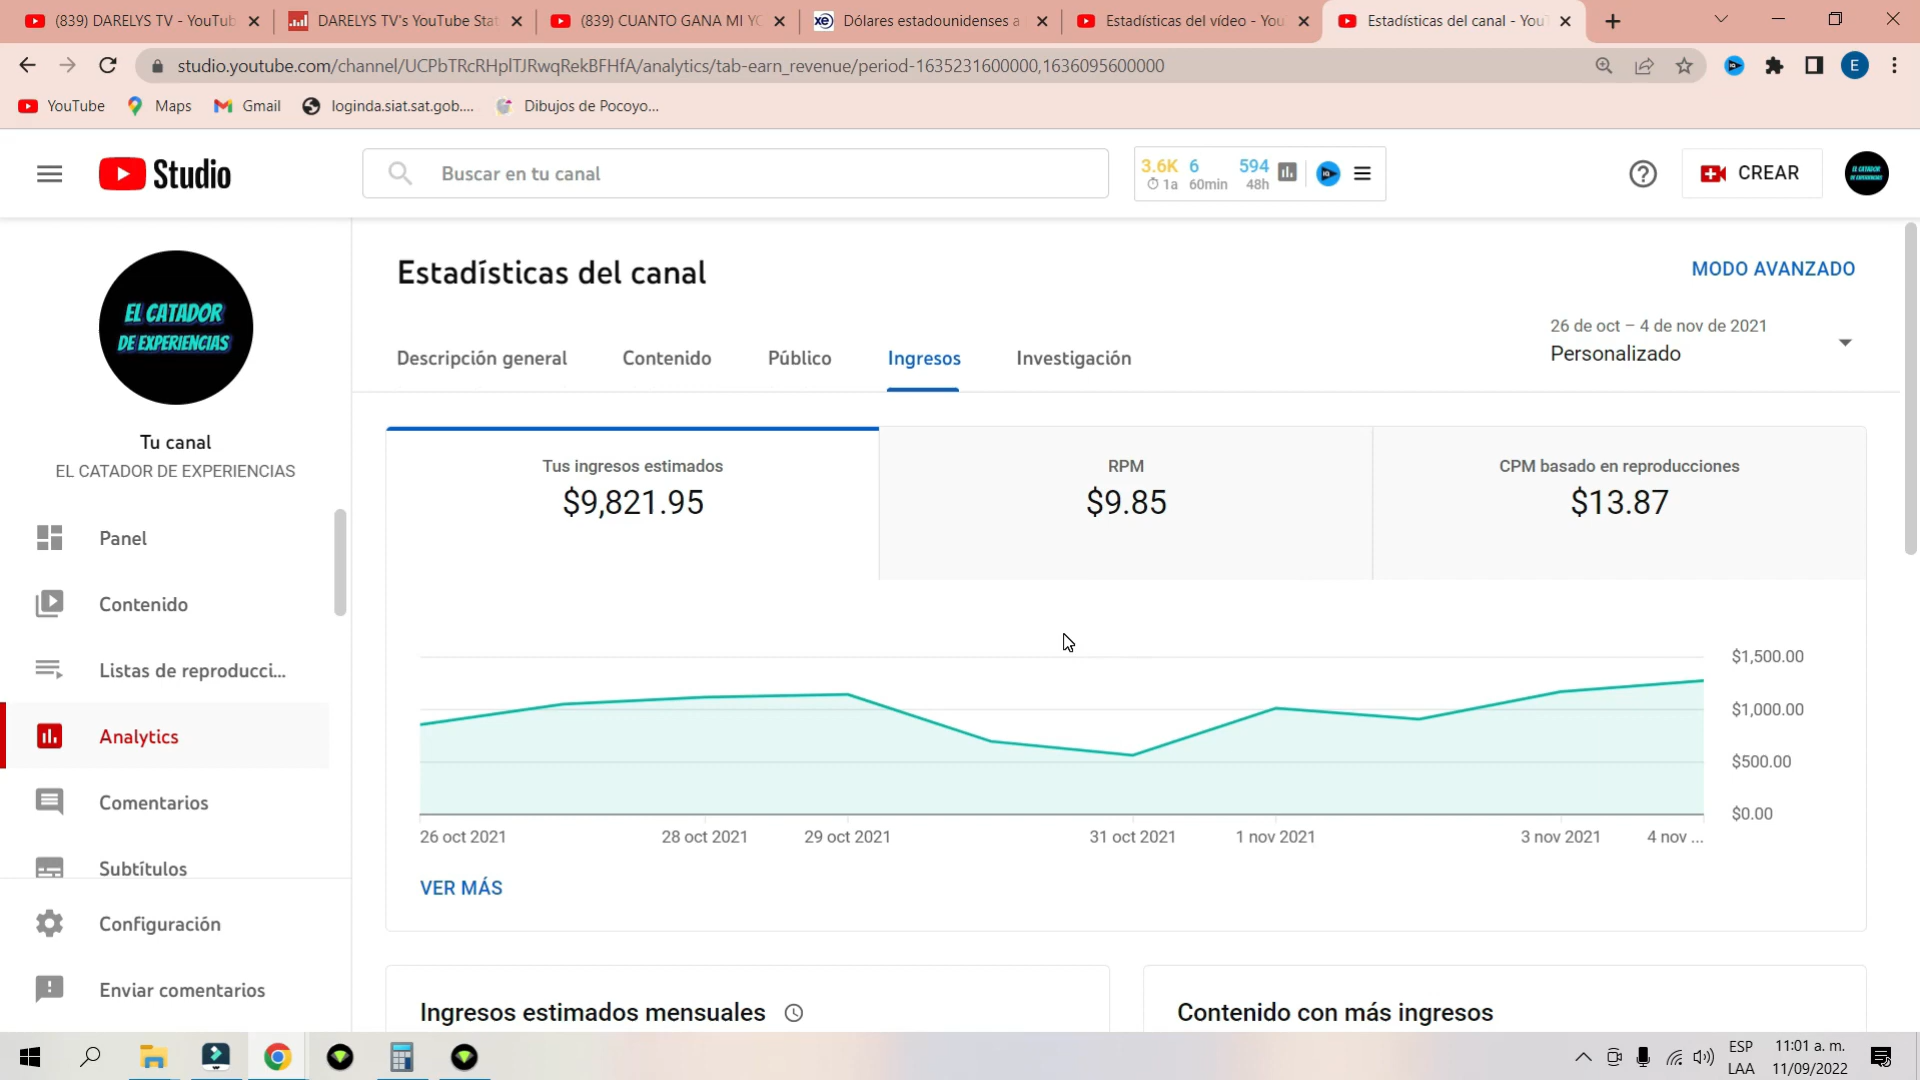 (839) DARELYS TV - YouTub
DARELYS TV's YouTube Stat
(839) CUANTO GANA MI YO
Dólares estadounidenses a
Estadísticas del vídeo - You
Estadísticas del canal - YouT
studio.youtube.com/channel/UCPbTRcRHplTJRwqRekBFHfA/analytics/tab-earn_revenue/period-1635231600000,1636095600000
E
YouTube
Maps
Gmail
loginda.siat.sat.gob....
Dibujos de Pocoyo...
Studio
Buscar en tu canal
3.6K 6 594
1a 60min 48h
CREAR
EL CATADOR
DE EXPERIENCIAS
Tu canal
EL CATADOR DE EXPERIENCIAS
Panel
Contenido
Listas de reproducci...
Analytics
Comentarios
Subtítulos
Configuración
Enviar comentarios
Estadísticas del canal
MODO AVANZADO
26 de oct – 4 de nov de 2021
Personalizado
Descripción general
Contenido
Público
Ingresos
Investigación
Tus ingresos estimados
$9,821.95
RPM
$9.85
CPM basado en reproducciones
$13.87
$1,500.00
$1,000.00
$500.00
$0.00
26 oct 2021
28 oct 2021
29 oct 2021
31 oct 2021
1 nov 2021
3 nov 2021
4 nov ...
VER MÁS
Ingresos estimados mensuales
Contenido con más ingresos
ESP
LAA
11:01 a. m.
11/09/2022